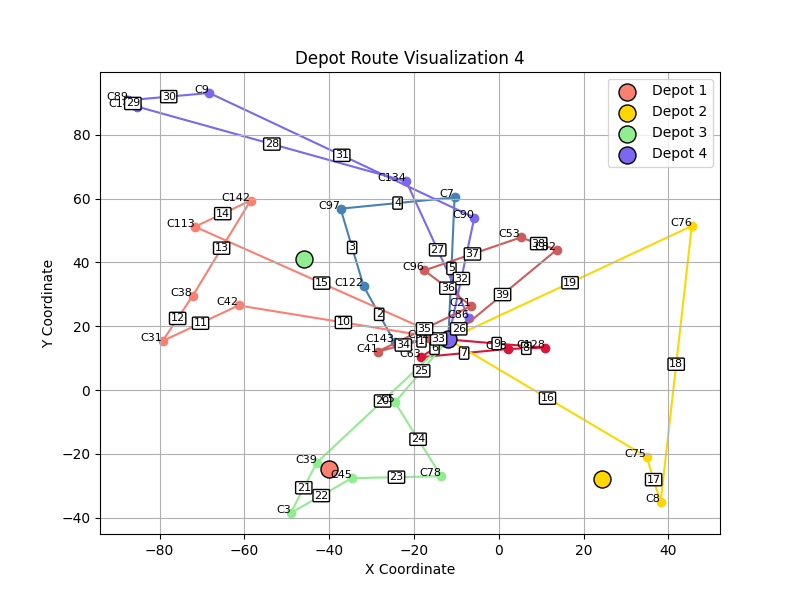 Depot Route Visualization 4
Depot 1
Depot 2
Depot 3
Depot 4
Y Coordinate
80
60
40
20
0
−20
−40
−80
−60
−40
−20
0
20
40
X Coordinate
C89
30
C9
29
28
31
C134
C142
14
C113
13
C97
4
C7
C90
3
27
C53
38
C76
37
C96
5
15
C38
C122
36
32
39
19
C42
C21
C86
12
11
C31
10
2
35
26
C143
C41
34
1
33
6
7
9
8
C63
18
25
20
16
24
C39
C45
23
C78
C75
21
22
C3
17
C8